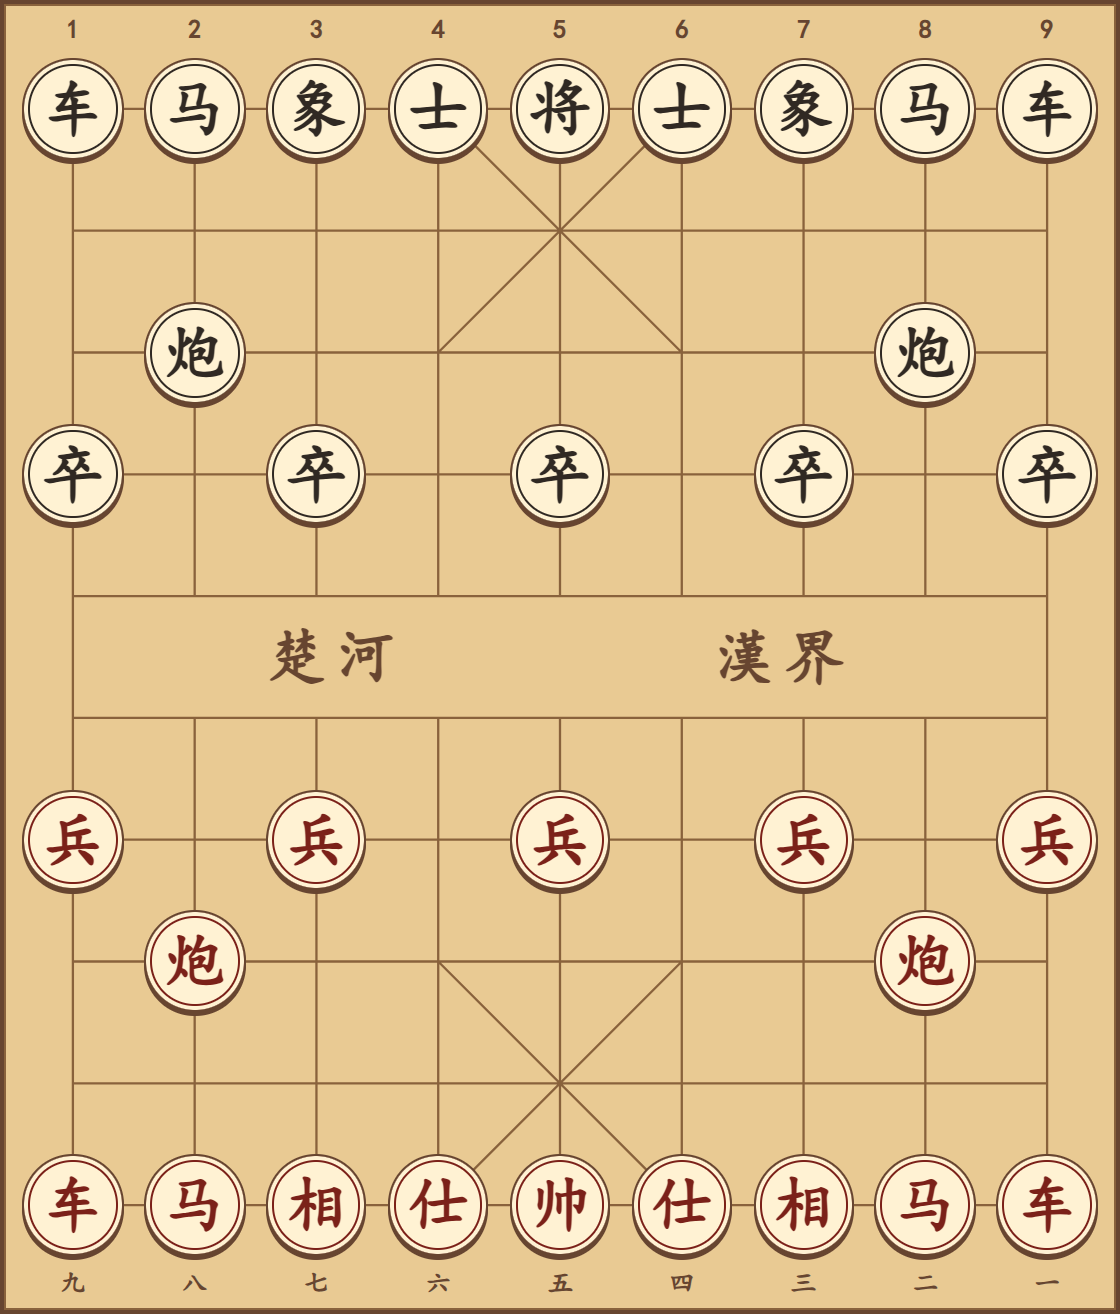 1 2 3 4 5 6 7 8 9
车 马 象 士 将 士 象 马 车
炮 炮
卒 卒 卒 卒 卒
楚河 漢界
兵 兵 兵 兵 兵
炮 炮
车 马 相 仕 帅 仕 相 马 车
九 八 七 六 五 四 三 二 一